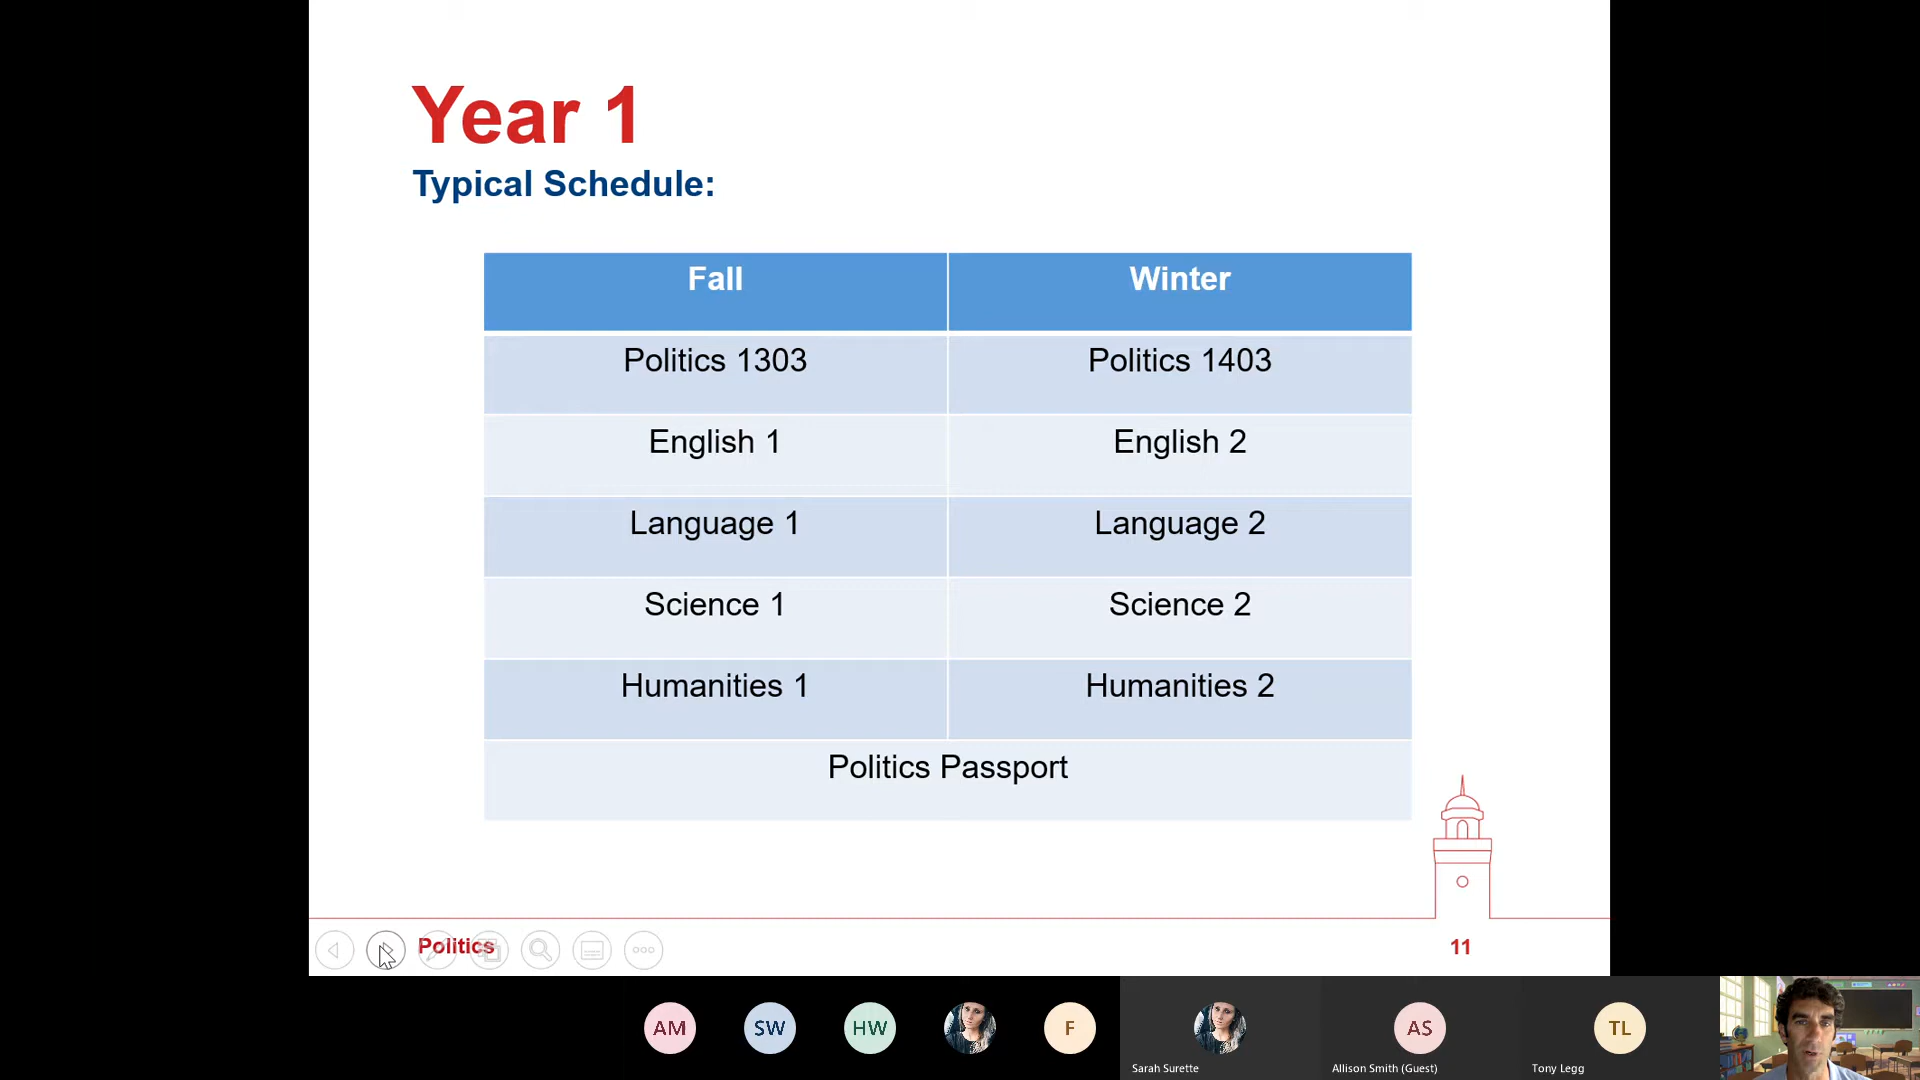 Year 1
Typical Schedule:
Fall Winter
Politics 1303 Politics 1403
English 1 English 2
Language 1 Language 2
Science 1 Science 2
Humanities 1 Humanities 2
Politics Passport
Politics 11
AM SW HW F AS TL
Sarah Surette Allison Smith (Guest) Tony Legg